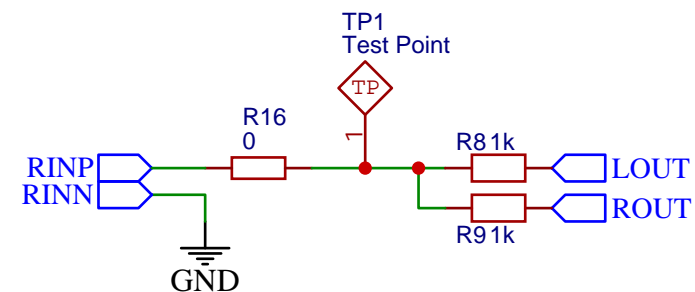 TP1
Test Point
TP
1
R16
0
R8 1k
RINP
LOUT
RINN
ROUT
R9 1k
GND